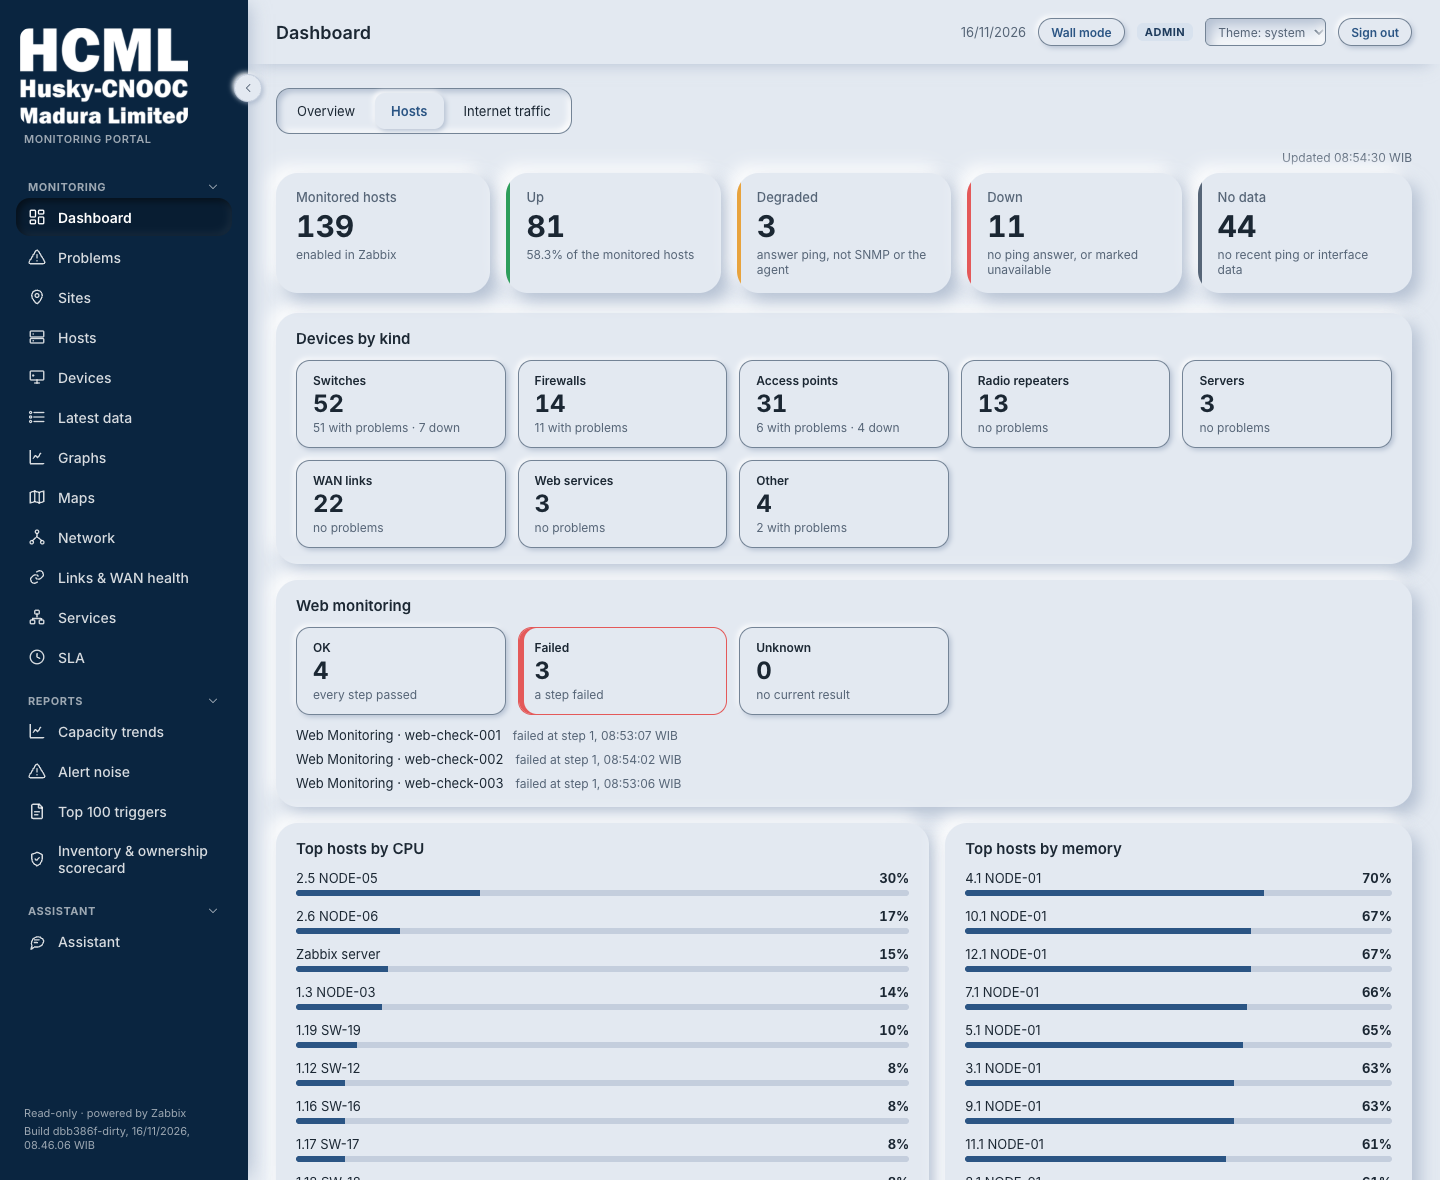 HCML
Husky-CNOOC
Madura Limited
MONITORING PORTAL
MONITORING
Dashboard
Problems
Sites
Hosts
Devices
Latest data
Graphs
Maps
Network
Links & WAN health
Services
SLA
REPORTS
Capacity trends
Alert noise
Top 100 triggers
Inventory & ownership
scorecard
ASSISTANT
Assistant
Read-only · powered by Zabbix
Build dbb386f-dirty, 16/11/2026,
08.46.06 WIB
Dashboard
16/11/2026
Wall mode
ADMIN
Theme: system
Sign out
Overview
Hosts
Internet traffic
Updated 08:54:30 WIB
Monitored hosts
139
enabled in Zabbix
Up
81
58.3% of the monitored hosts
Degraded
3
answer ping, not SNMP or the
agent
Down
11
no ping answer, or marked
unavailable
No data
44
no recent ping or interface
data
Devices by kind
Switches
52
51 with problems · 7 down
Firewalls
14
11 with problems
Access points
31
6 with problems · 4 down
Radio repeaters
13
no problems
Servers
3
no problems
WAN links
22
no problems
Web services
3
no problems
Other
4
2 with problems
Web monitoring
OK
4
every step passed
Failed
3
a step failed
Unknown
0
no current result
Web Monitoring · web-check-001 failed at step 1, 08:53:07 WIB
Web Monitoring · web-check-002 failed at step 1, 08:54:02 WIB
Web Monitoring · web-check-003 failed at step 1, 08:53:06 WIB
Top hosts by CPU
2.5 NODE-05 30%
2.6 NODE-06 17%
Zabbix server 15%
1.3 NODE-03 14%
1.19 SW-19 10%
1.12 SW-12 8%
1.16 SW-16 8%
1.17 SW-17 8%
Top hosts by memory
4.1 NODE-01 70%
10.1 NODE-01 67%
12.1 NODE-01 67%
7.1 NODE-01 66%
5.1 NODE-01 65%
3.1 NODE-01 63%
9.1 NODE-01 63%
11.1 NODE-01 61%